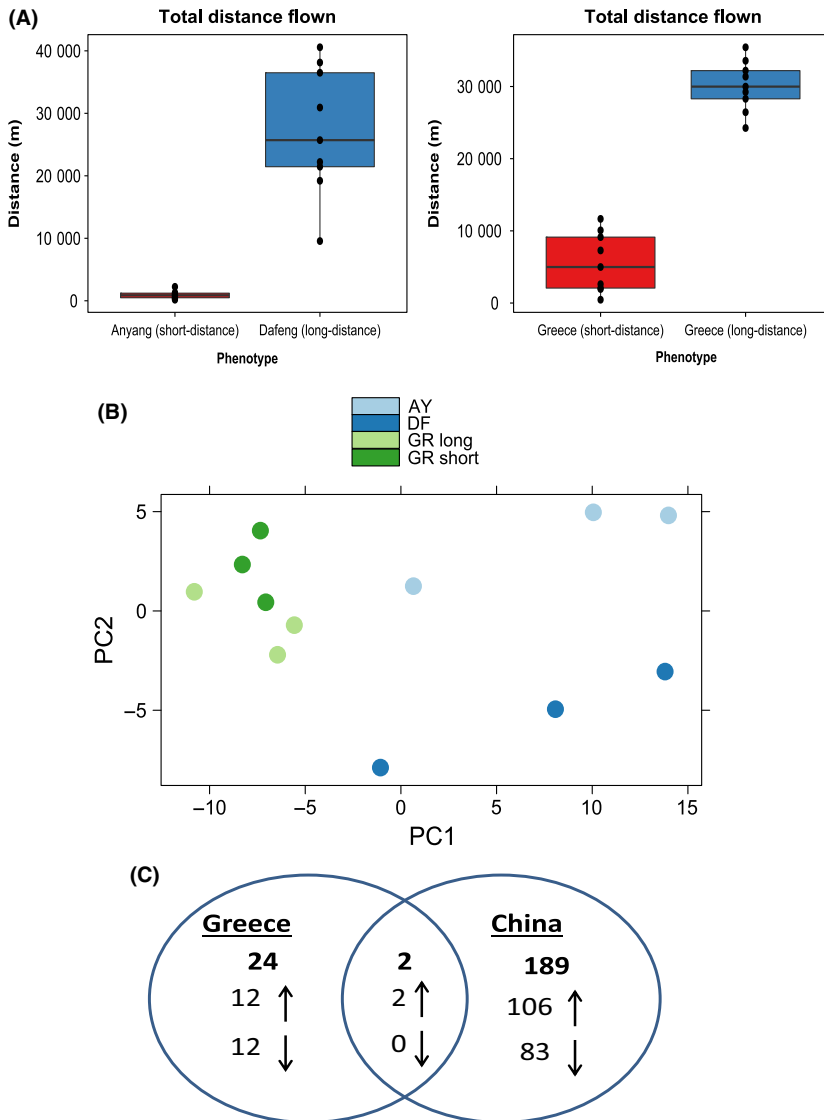 (A)
Total distance flown
40 000
30 000
20 000
10 000
0
Distance (m)
Anyang (short-distance) Dafeng (long-distance)
Phenotype
Total distance flown
30 000
20 000
10 000
0
Distance (m)
Greece (short-distance) Greece (long-distance)
Phenotype
(B)
AY
DF
GR long
GR short
5
0
−5
PC2
−10 −5 0 5 10 15
PC1
(C)
Greece China
24 2 189
12 2 106
12 0 83